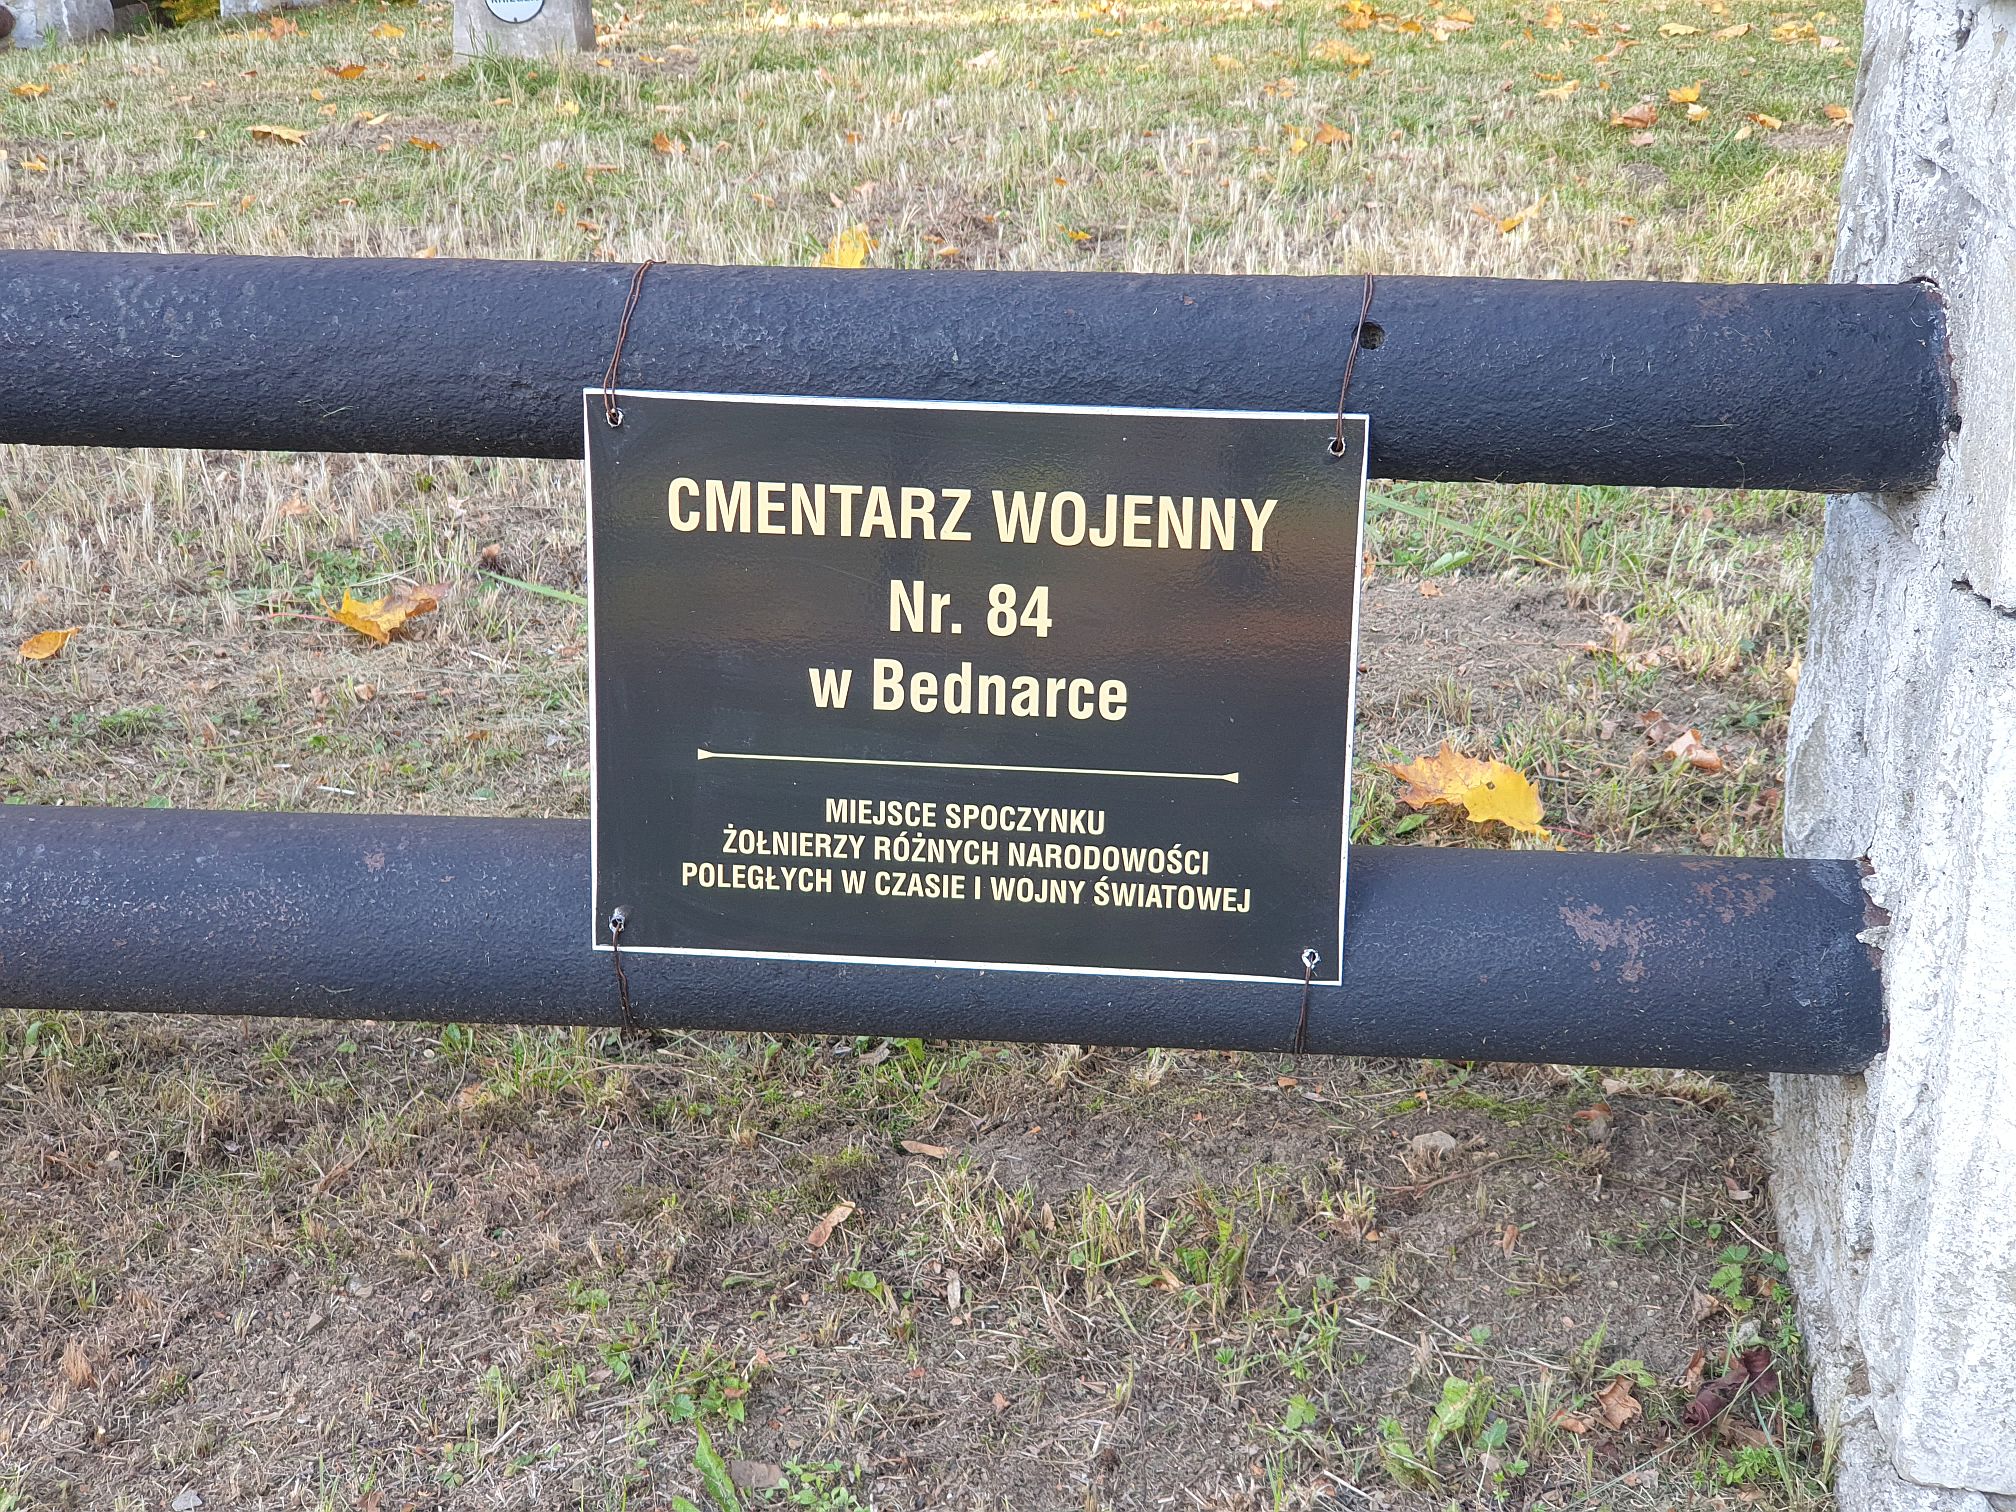 CMENTARZ WOJENNY
Nr. 84
w Bednarce
MIEJSCE SPOCZYNKU
ŻOŁNIERZY RÓŻNYCH NARODOWOŚCI
POLEGŁYCH W CZASIE I WOJNY ŚWIATOWEJ